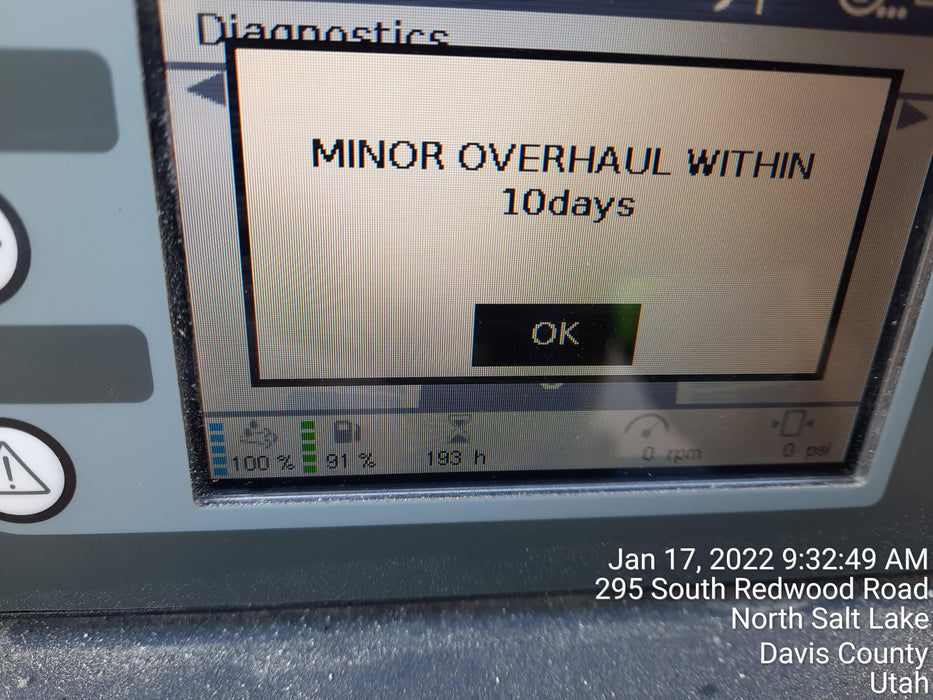 Diagnostics
MINOR OVERHAUL WITHIN
10days
OK
100 % 91 % 193 h 0 rpm 0 psi
Jan 17, 2022 9:32:49 AM
295 South Redwood Road
North Salt Lake
Davis County
Utah